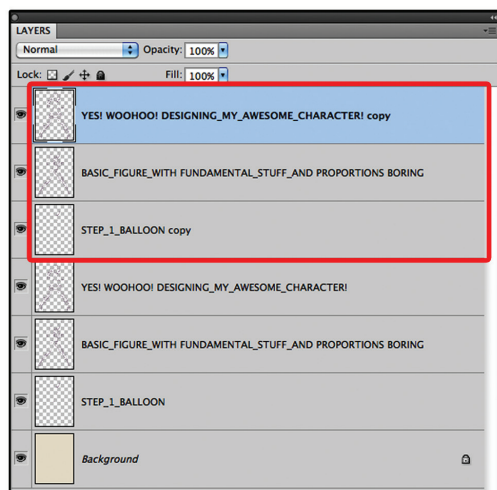 LAYERS
Normal Opacity: 100%
Lock: Fill: 100%
YES! WOOHOO! DESIGNING_MY_AWESOME_CHARACTER! copy
BASIC_FIGURE_WITH FUNDAMENTAL_STUFF_AND PROPORTIONS BORING
STEP_1_BALLOON copy
YES! WOOHOO! DESIGNING_MY_AWESOME_CHARACTER!
BASIC_FIGURE_WITH FUNDAMENTAL_STUFF_AND PROPORTIONS BORING
STEP_1_BALLOON
Background